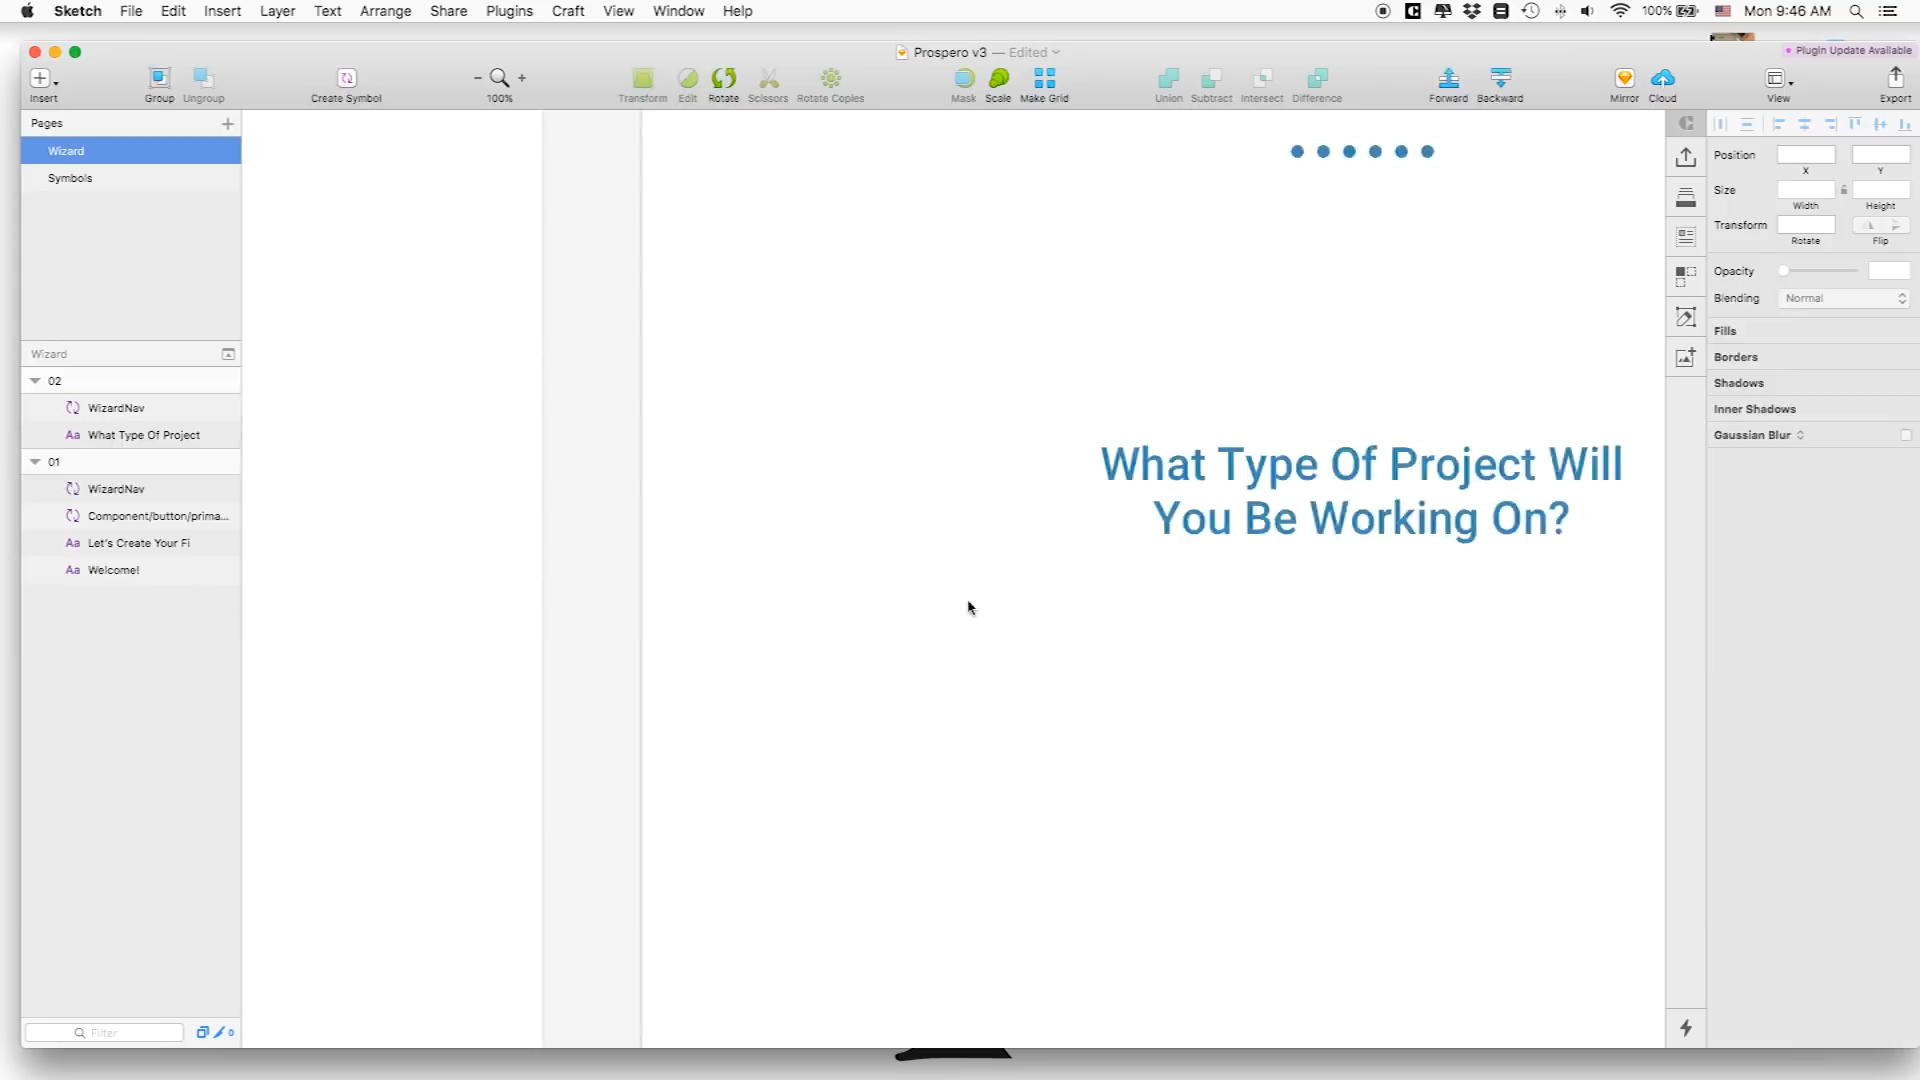 Sketch File Edit Insert Layer Text Arrange Share Plugins Craft View Window Help
100% Mon 9:46 AM
Prospero v3 — Edited
Plugin Update Available
Insert Group Ungroup Create Symbol 100% Transform Edit Rotate Scissors Rotate Copies Mask Scale Make Grid Union Subtract Intersect Difference Forward Backward Mirror Cloud View Export
Pages
Wizard
Symbols
Wizard
02
WizardNav
Aa What Type Of Project
01
WizardNav
Component/button/prima...
Aa Let's Create Your Fi
Aa Welcome!
Filter
0
What Type Of Project Will
You Be Working On?
Position
X Y
Size
Width Height
Transform
Rotate Flip
Opacity
Blending Normal
Fills
Borders
Shadows
Inner Shadows
Gaussian Blur